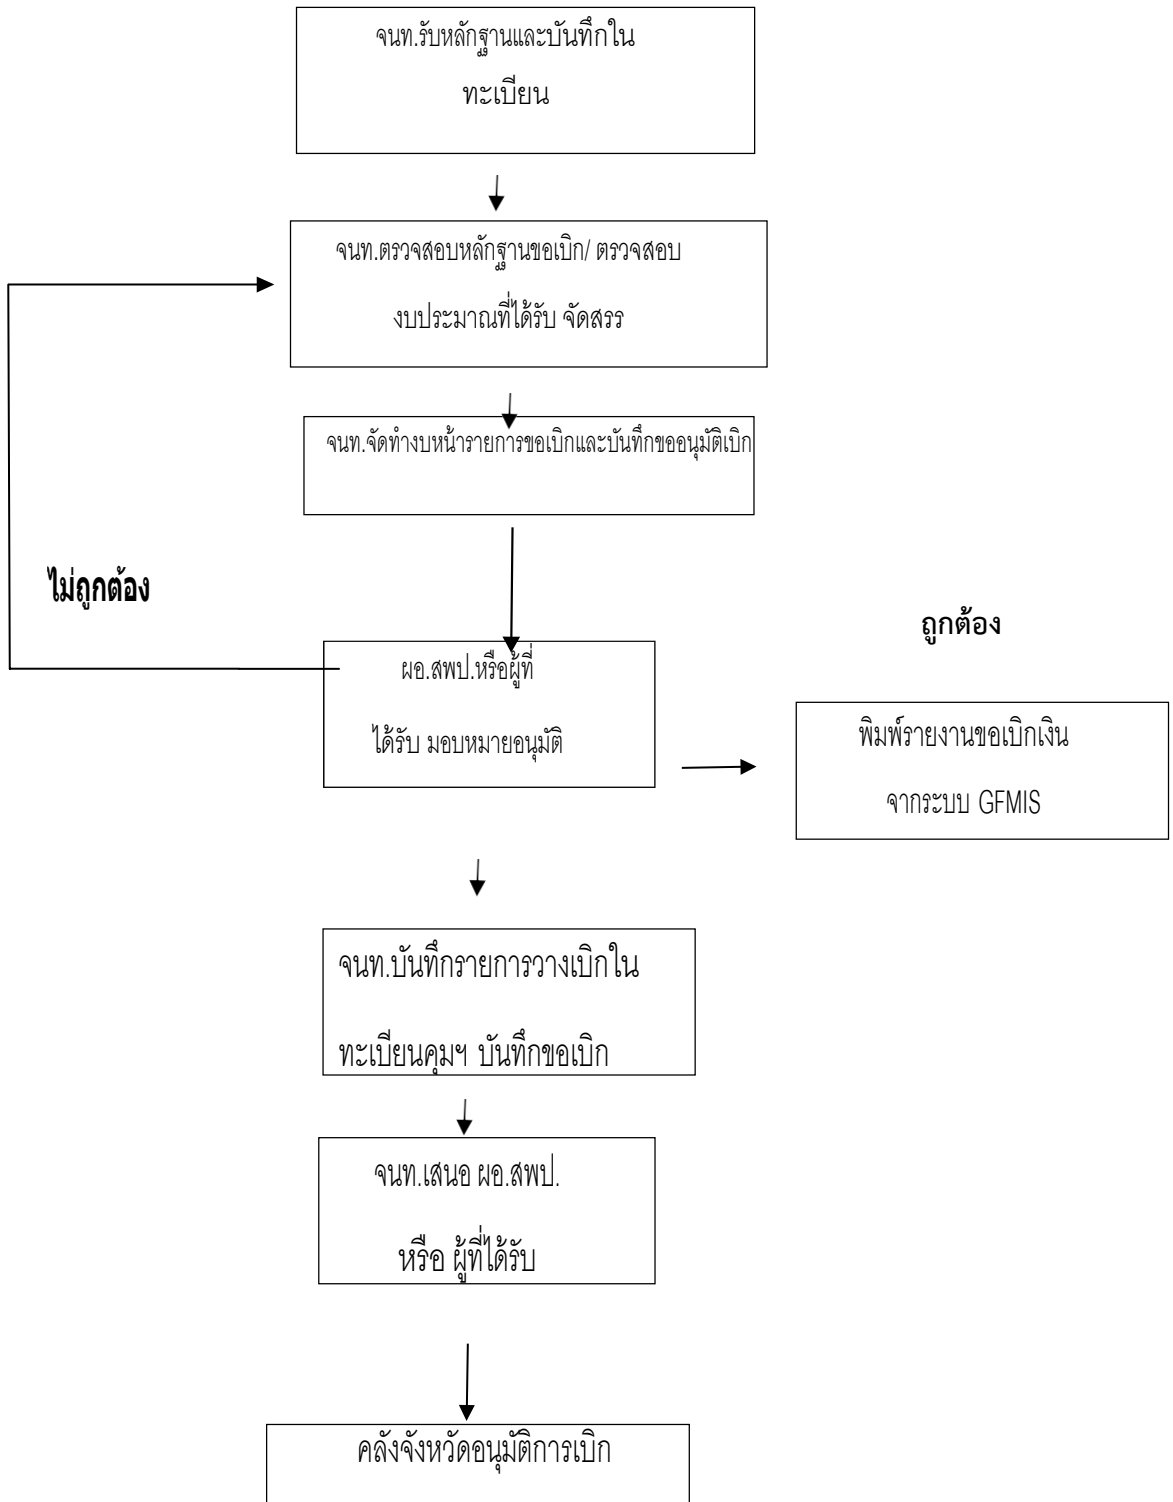 จนท.รับหลักฐานและบันทึกใน
ทะเบียน
จนท.ตรวจสอบหลักฐานขอเบิก/ ตรวจสอบ
งบประมาณที่ได้รับ จัดสรร
จนท.จัดทำงบหน้ารายการขอเบิกและบันทึกขออนุมัติเบิก
ไม่ถูกต้อง
ถูกต้อง
ผอ.สพป.หรือผู้ที่
ได้รับ มอบหมายอนุมัติ
พิมพ์รายงานขอเบิกเงิน
จากระบบ GFMIS
จนท.บันทึกรายการวางเบิกใน
ทะเบียนคุมฯ บันทึกขอเบิก
จนท.เสนอ ผอ.สพป.
หรือ ผู้ที่ได้รับ
คลังจังหวัดอนุมัติการเบิก